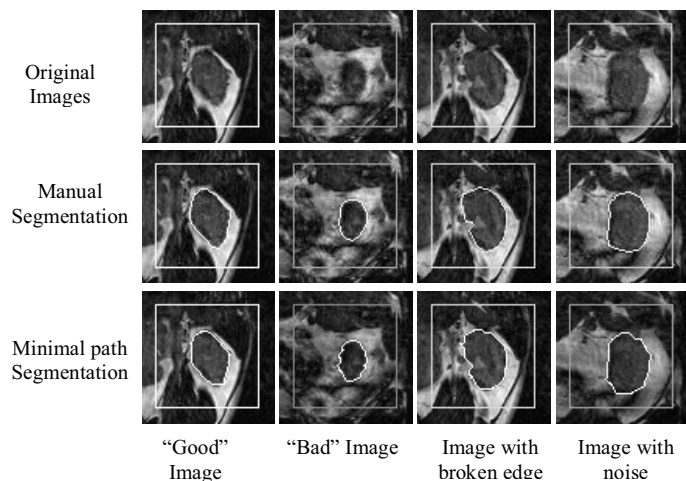 Original
Images
Manual
Segmentation
Minimal path
Segmentation
“Good”
Image
“Bad” Image
Image with
broken edge
Image with
noise